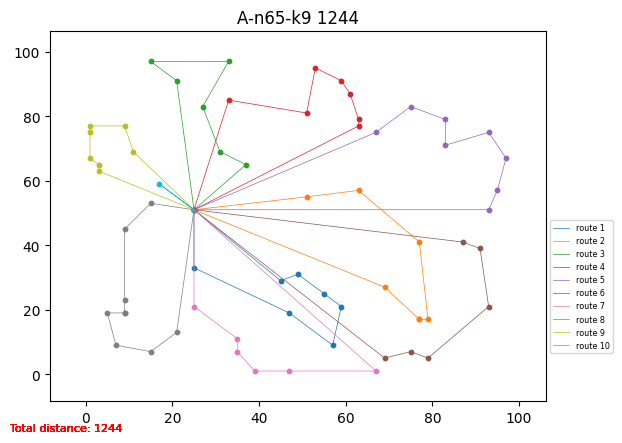 A-n65-k9 1244
100
80
60
40
20
0
0 20 40 60 80 100
route 1
route 2
route 3
route 4
route 5
route 6
route 7
route 8
route 9
route 10
Total distance: 1244